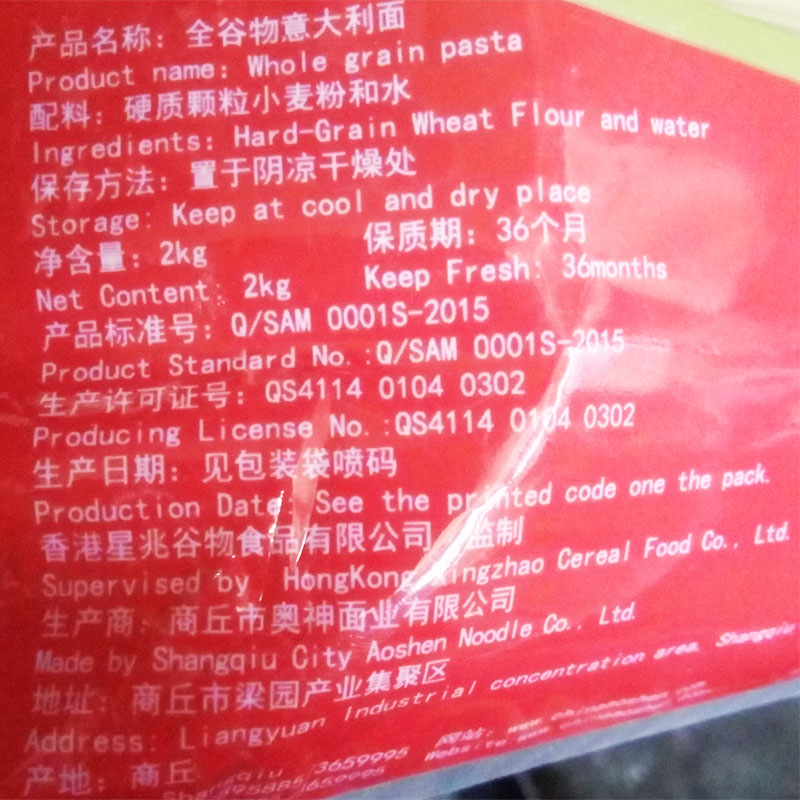 产品名称：全谷物意大利面
Product name: Whole grain pasta
配料：硬质颗粒小麦粉和水
Ingredients: Hard-Grain Wheat Flour and water
保存方法：置于阴凉干燥处
Storage: Keep at cool and dry place
净含量：2kg 保质期：36个月
Net Content: 2kg Keep Fresh: 36months
产品标准号：Q/SAM 0001S-2015
Product Standard No.:Q/SAM 0001S-2015
生产许可证号：QS4114 0104 0302
Producing License No.:QS4114 0104 0302
生产日期：见包装袋喷码
Production Date See the printed code one the pack.
香港星兆谷物食品有限公司 监制
Supervised by HongKong Xingzhao Cereal Food Co., Ltd.
生产商：商丘市奥神面业有限公司
Made by Shangqiu City Aoshen Noodle Co., Ltd
地址：商丘市梁园产业集聚区
Address: Liangyuan Industrial concentration area, Shangqiu
产地：商丘 3659995 网站：
3659995 Website